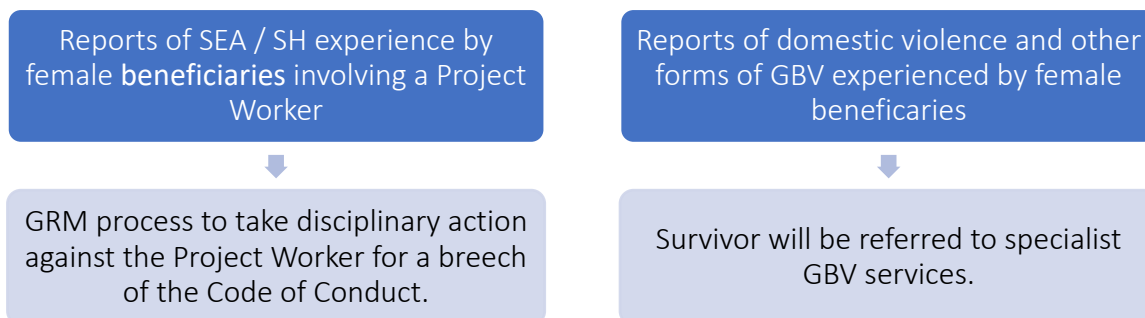 Reports of SEA / SH experience by
female beneficiaries involving a Project
Worker
GRM process to take disciplinary action
against the Project Worker for a breech
of the Code of Conduct.
Reports of domestic violence and other
forms of GBV experienced by female
beneficaries
Survivor will be referred to specialist
GBV services.